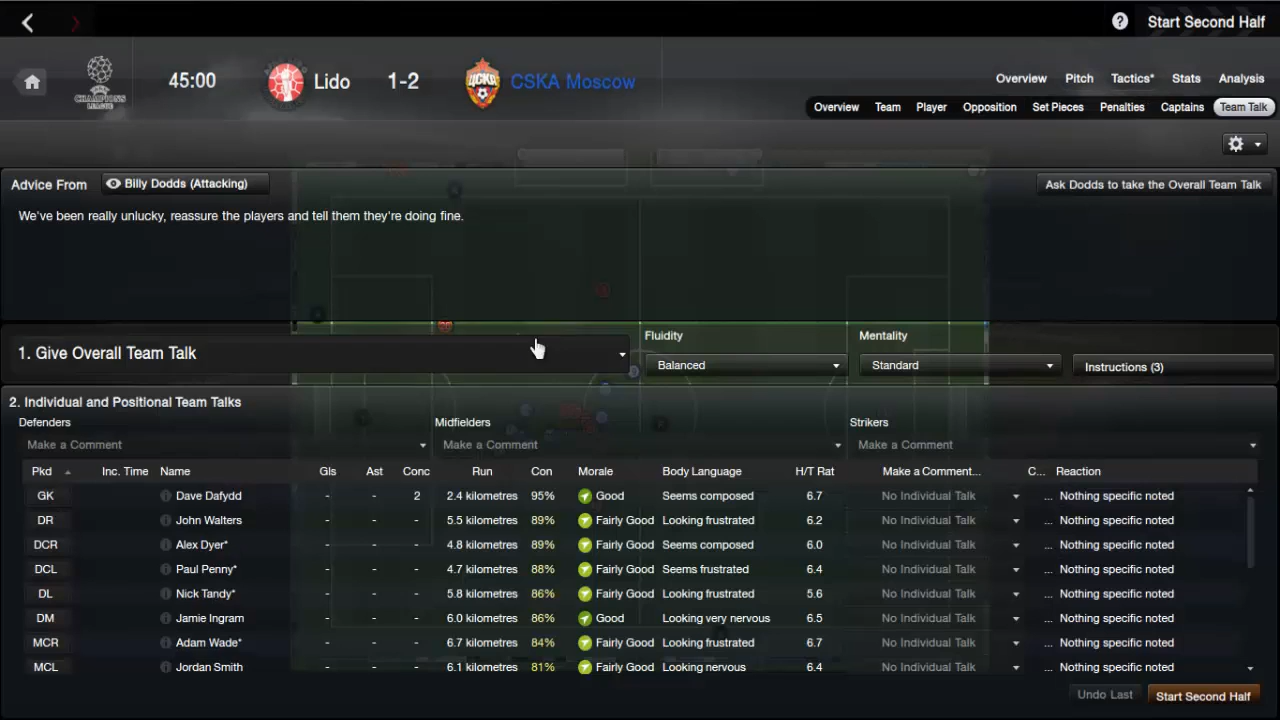 ? Start Second Half
45:00 Lido 1-2 CSKA Moscow
CHAMPIONS LEAGUE
ЦСКА
Overview Pitch Tactics* Stats Analysis
Overview Team Player Opposition Set Pieces Penalties Captains Team Talk
Advice From Billy Dodds (Attacking) Ask Dodds to take the Overall Team Talk
We've been really unlucky, reassure the players and tell them they're doing fine.
Fluidity Mentality
1. Give Overall Team Talk Balanced Standard Instructions (3)
2. Individual and Positional Team Talks
Defenders Midfielders Strikers
Make a Comment Make a Comment Make a Comment
Pkd Inc. Time Name Gls Ast Conc Run Con Morale Body Language H/T Rat Make a Comment... C... Reaction
GK Dave Dafydd - - 2 2.4 kilometres 95% Good Seems composed 6.7 No Individual Talk ... Nothing specific noted
DR John Walters - - - 5.5 kilometres 89% Fairly Good Looking frustrated 6.2 No Individual Talk ... Nothing specific noted
DCR Alex Dyer* - - - 4.8 kilometres 89% Fairly Good Seems composed 6.0 No Individual Talk ... Nothing specific noted
DCL Paul Penny* - - - 4.7 kilometres 88% Fairly Good Seems frustrated 6.4 No Individual Talk ... Nothing specific noted
DL Nick Tandy* - - - 5.8 kilometres 86% Fairly Good Looking frustrated 5.6 No Individual Talk ... Nothing specific noted
DM Jamie Ingram - - - 6.0 kilometres 86% Good Looking very nervous 6.5 No Individual Talk ... Nothing specific noted
MCR Adam Wade* - - - 6.7 kilometres 84% Fairly Good Looking frustrated 6.7 No Individual Talk ... Nothing specific noted
MCL Jordan Smith - - - 6.1 kilometres 81% Fairly Good Looking nervous 6.4 No Individual Talk ... Nothing specific noted
Undo Last Start Second Half